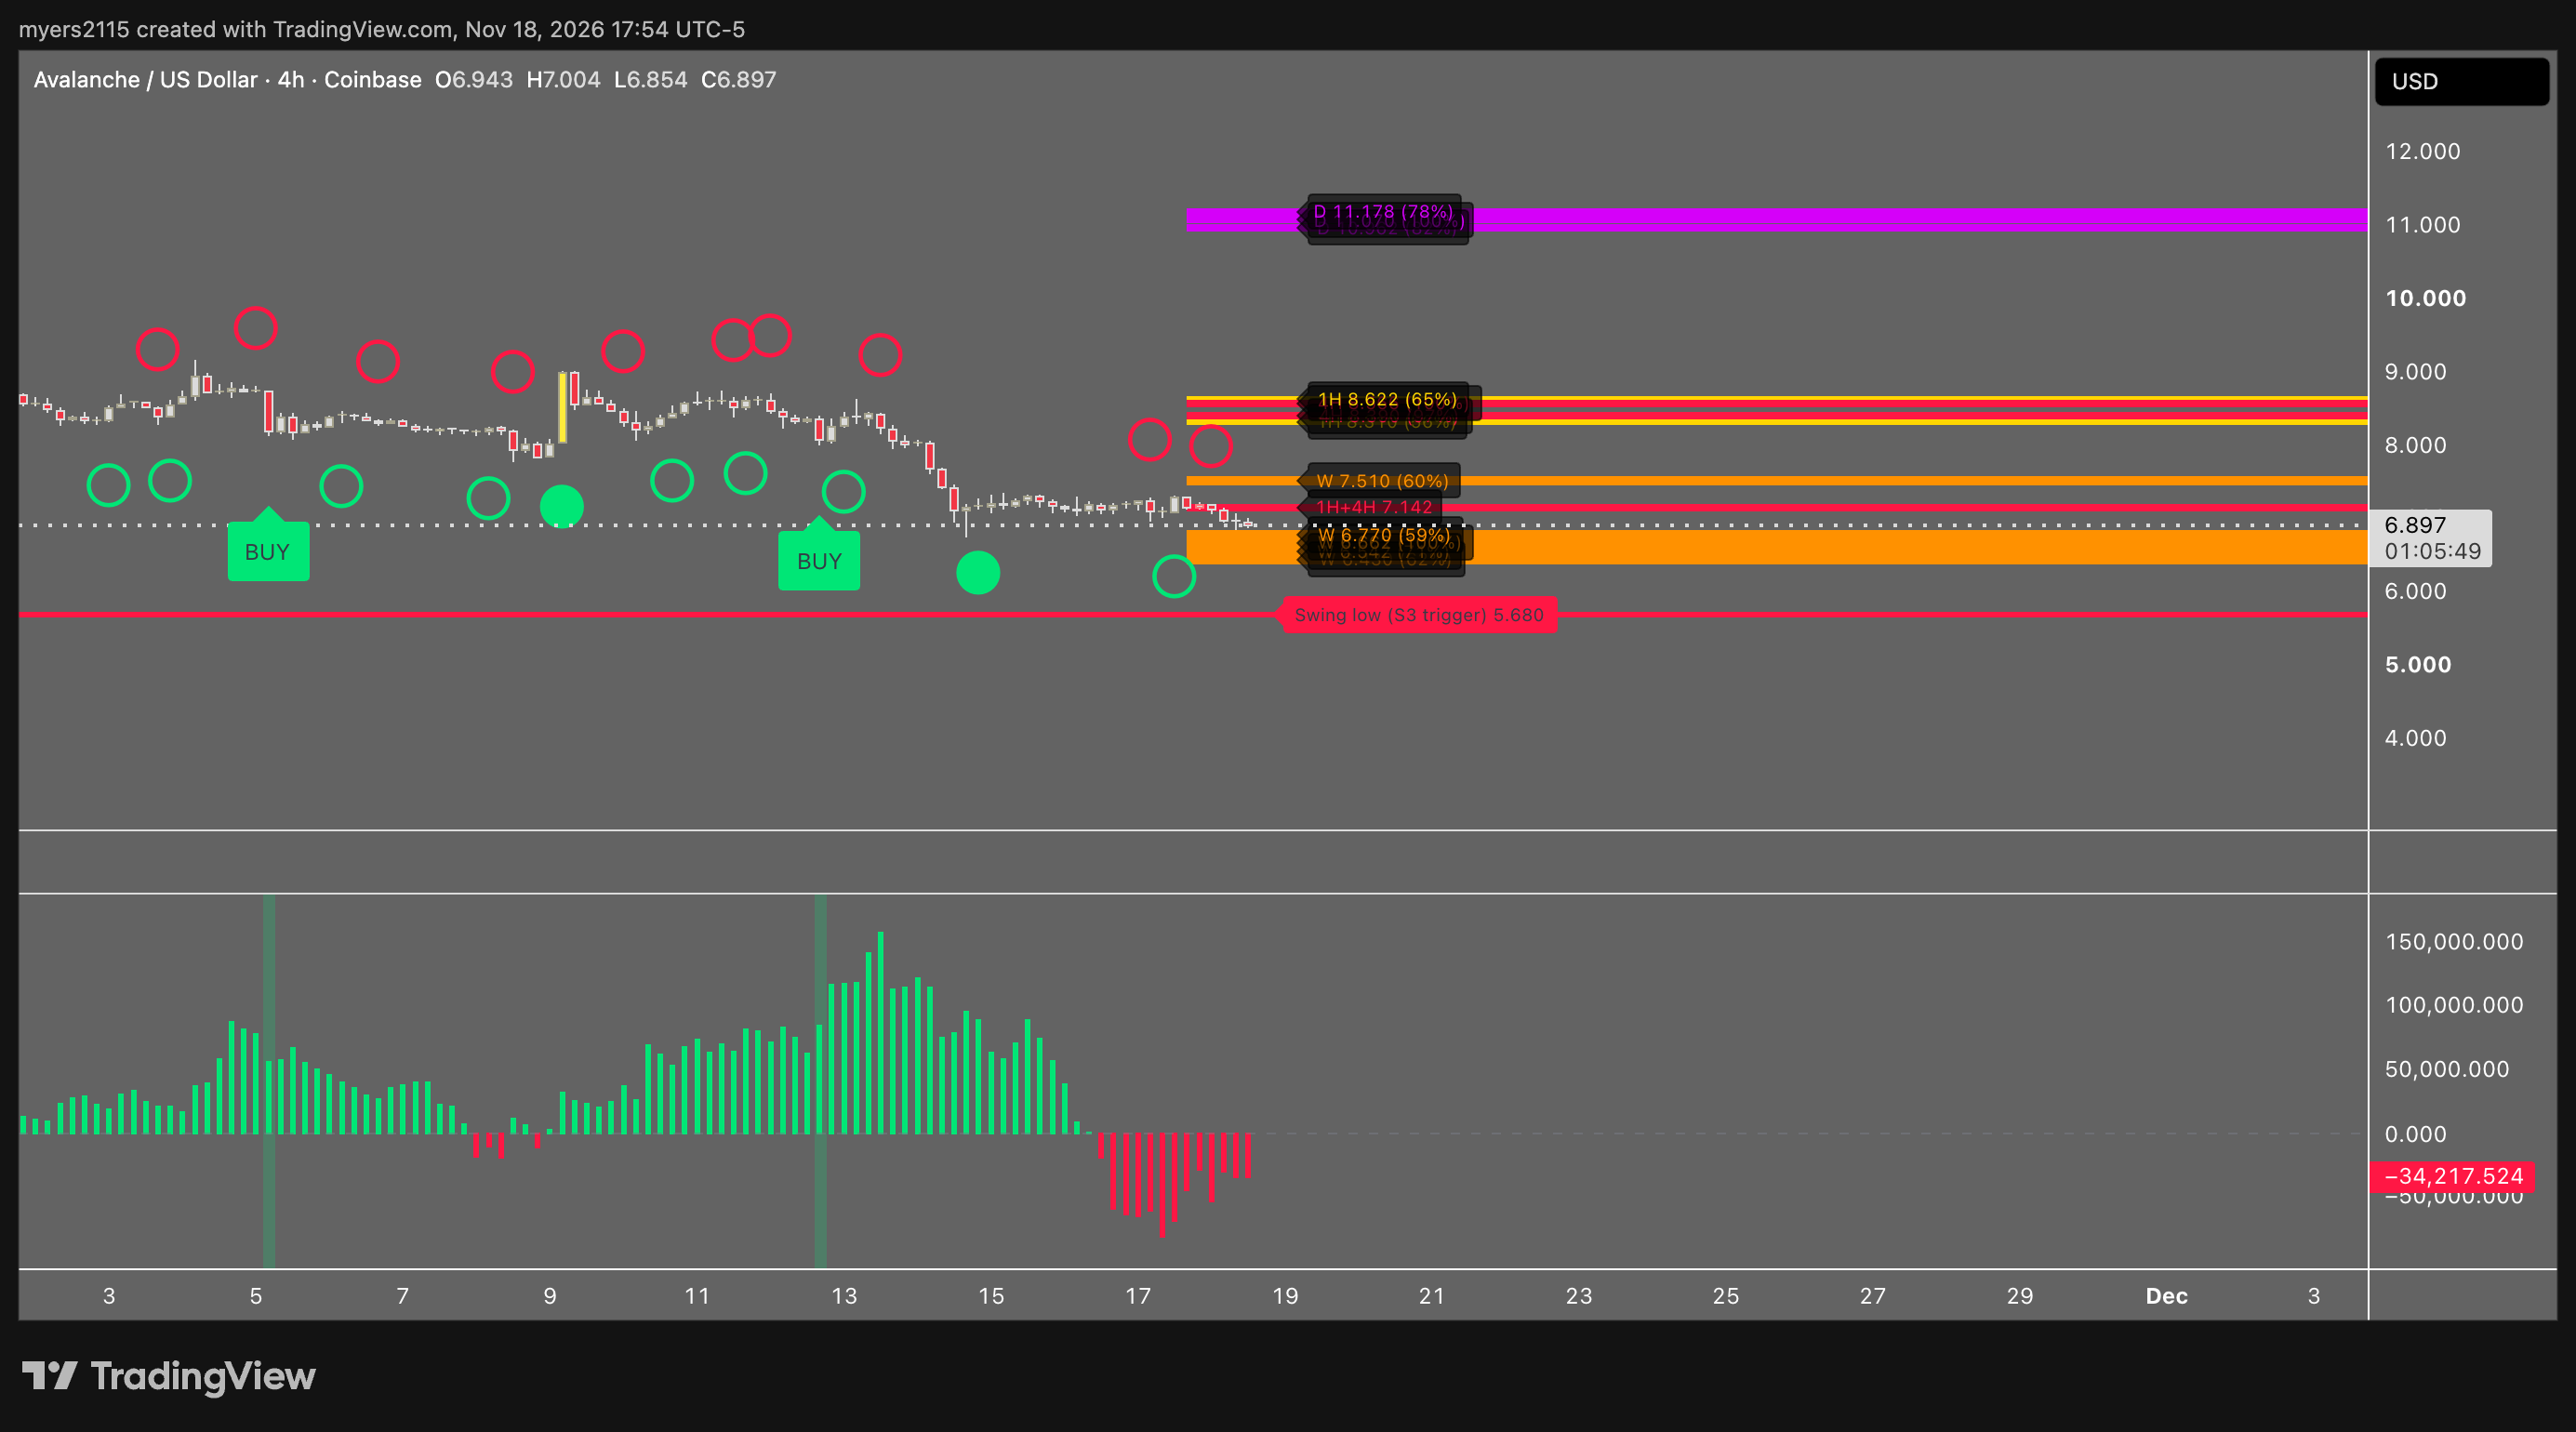 myers2115 created with TradingView.com, Nov 18, 2026 17:54 UTC-5
Avalanche / US Dollar · 4h · Coinbase O6.943 H7.004 L6.854 C6.897
USD
12.000
D 11.178 (78%)
11.000
10.000
9.000
1H 8.622 (65%)
8.000
W 7.510 (60%)
1H+4H 7.142
6.897
01:05:49
W 6.770 (59%)
BUY
BUY
6.000
Swing low (S3 trigger) 5.680
5.000
4.000
150,000.000
100,000.000
50,000.000
0.000
−34,217.524
−50,000.000
3 5 7 9 11 13 15 17 19 21 23 25 27 29 Dec 3
TradingView